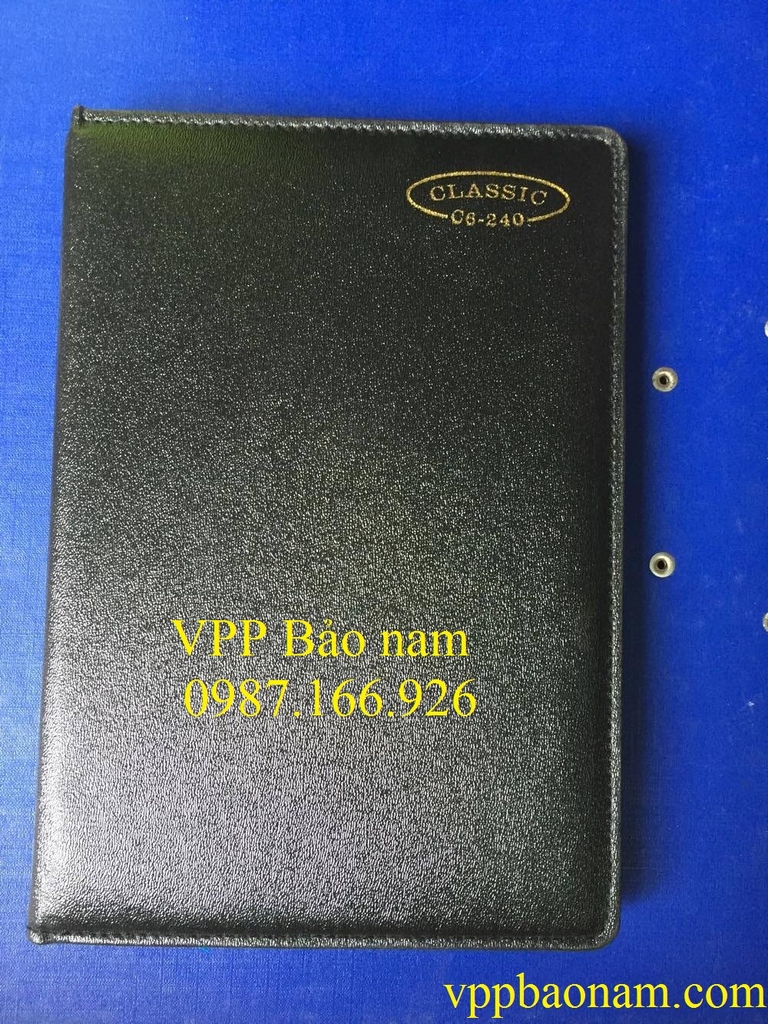 CLASSIC
C6-240
VPP Bảo nam
0987.166.926
vppbaonam.com